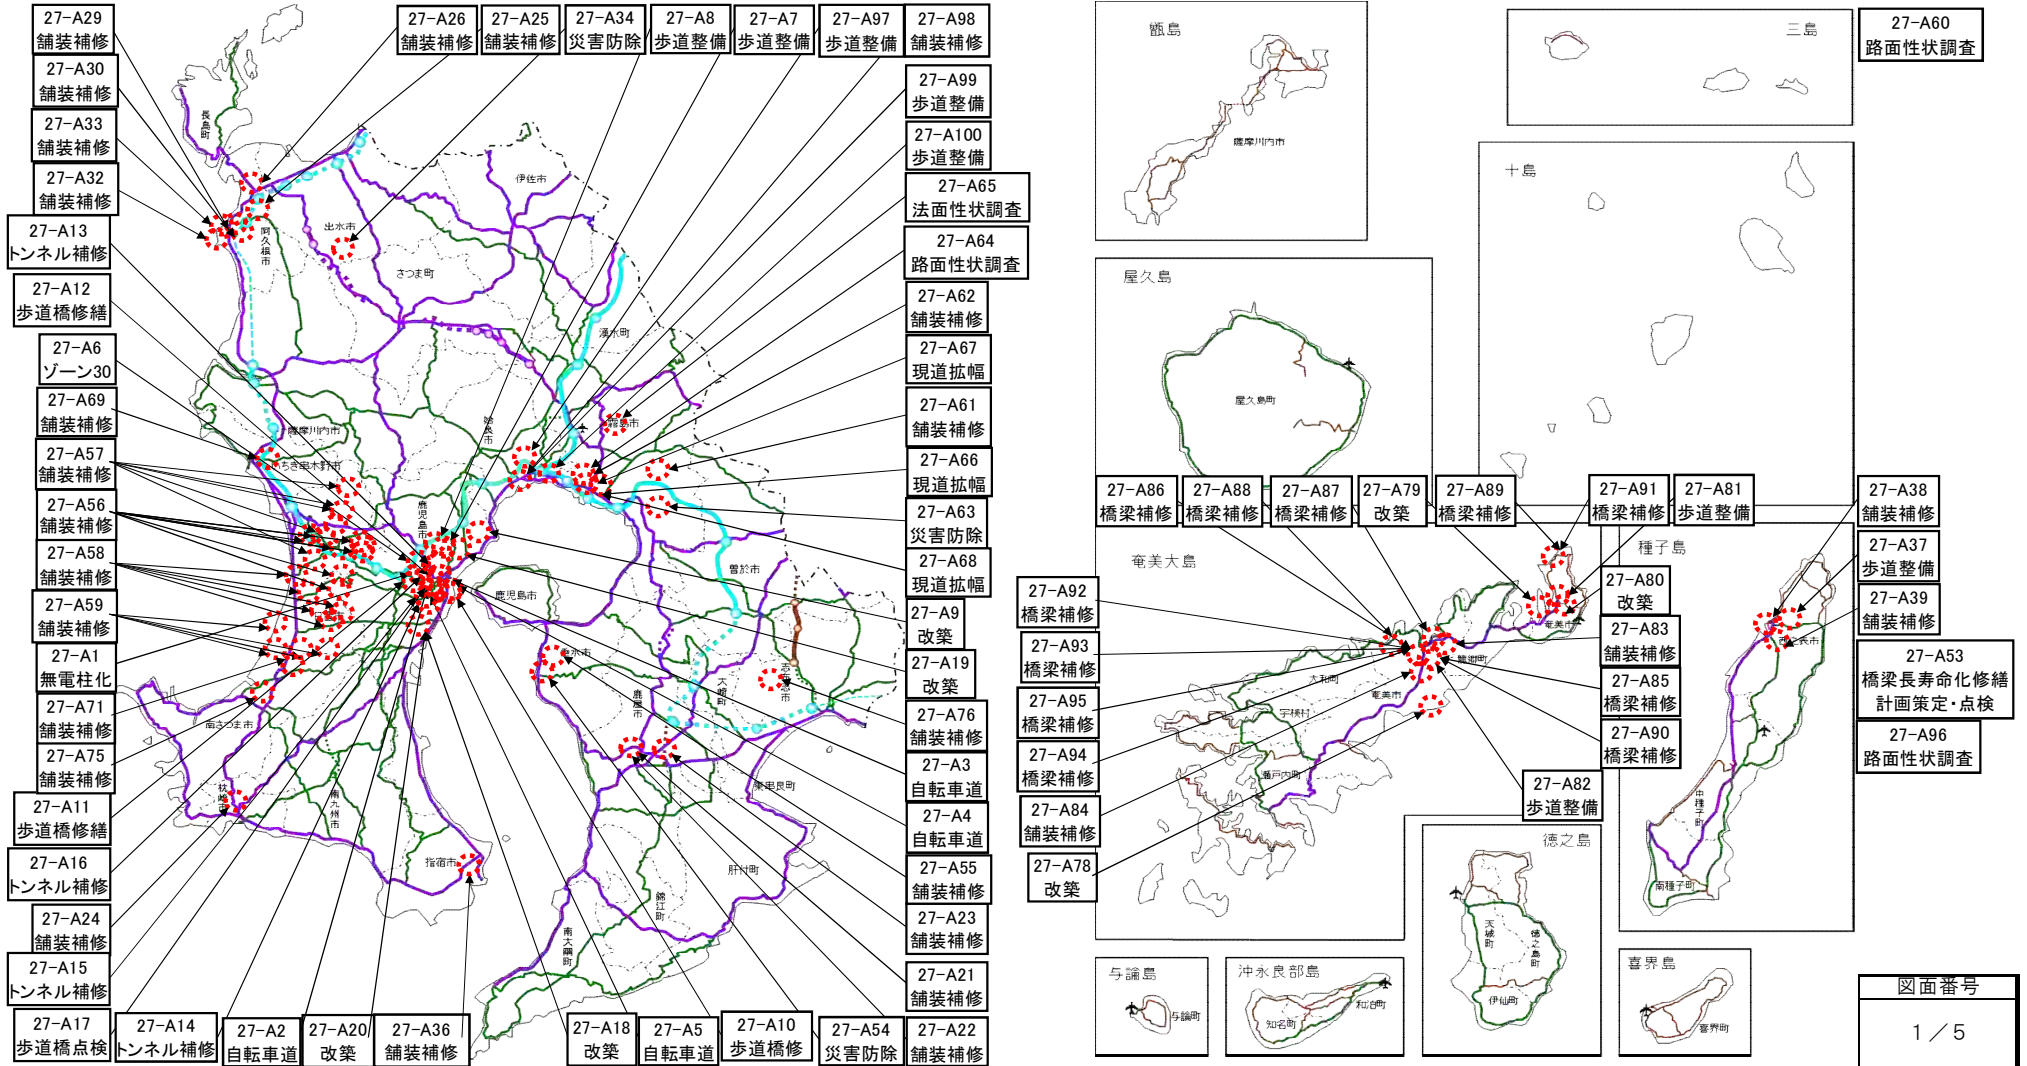 27-A29
舗装補修
27-A30
舗装補修
27-A33
舗装補修
27-A32
舗装補修
27-A13
トンネル補修
27-A12
歩道橋修繕
27-A6
ゾーン30
27-A69
舗装補修
27-A57
舗装補修
27-A56
舗装補修
27-A58
舗装補修
27-A59
舗装補修
27-A1
無電柱化
27-A71
舗装補修
27-A75
舗装補修
27-A11
歩道橋修繕
27-A16
トンネル補修
27-A24
舗装補修
27-A15
トンネル補修
27-A17
歩道橋点検
27-A14
トンネル補修
27-A2
自転車道
27-A20
改築
27-A36
舗装補修
27-A18
改築
27-A5
自転車道
27-A10
歩道橋修
27-A54
災害防除
27-A22
舗装補修
27-A26
舗装補修
27-A25
舗装補修
27-A34
災害防除
27-A8
歩道整備
27-A7
歩道整備
27-A97
歩道整備
27-A98
舗装補修
27-A99
歩道整備
27-A100
歩道整備
27-A65
法面性状調査
27-A64
路面性状調査
27-A62
舗装補修
27-A67
現道拡幅
27-A61
舗装補修
27-A66
現道拡幅
27-A63
災害防除
27-A68
現道拡幅
27-A9
改築
27-A19
改築
27-A76
舗装補修
27-A3
自転車道
27-A4
自転車道
27-A55
舗装補修
27-A23
舗装補修
27-A21
舗装補修
長島町
阿久根市
出水市
伊佐市
さつま町
湧水町
薩摩川内市
いちき串木野市
姶良市
霧島市
鹿児島市
鹿児島市
曽於市
垂水市
鹿屋市
大崎町
志布志市
東串良町
肝付町
錦江町
南大隅町
南さつま市
枕崎市
南九州市
指宿市
甑島
薩摩川内市
三島
27-A60
路面性状調査
十島
屋久島
屋久島町
27-A86
橋梁補修
27-A88
橋梁補修
27-A87
橋梁補修
27-A79
改築
27-A89
橋梁補修
27-A91
橋梁補修
27-A81
歩道整備
27-A38
舗装補修
27-A37
歩道整備
27-A39
舗装補修
27-A53
橋梁長寿命化修繕
計画策定・点検
27-A96
路面性状調査
奄美大島
27-A92
橋梁補修
27-A93
橋梁補修
27-A95
橋梁補修
27-A94
橋梁補修
27-A84
舗装補修
27-A78
改築
27-A80
改築
27-A83
舗装補修
27-A85
橋梁補修
27-A90
橋梁補修
27-A82
歩道整備
奄美市
龍郷町
大和村
奄美市
宇検村
瀬戸内町
種子島
西之表市
中種子町
南種子町
徳之島
天城町
徳之島町
伊仙町
与論島
与論町
沖永良部島
和泊町
知名町
喜界島
喜界町
図面番号
1/5